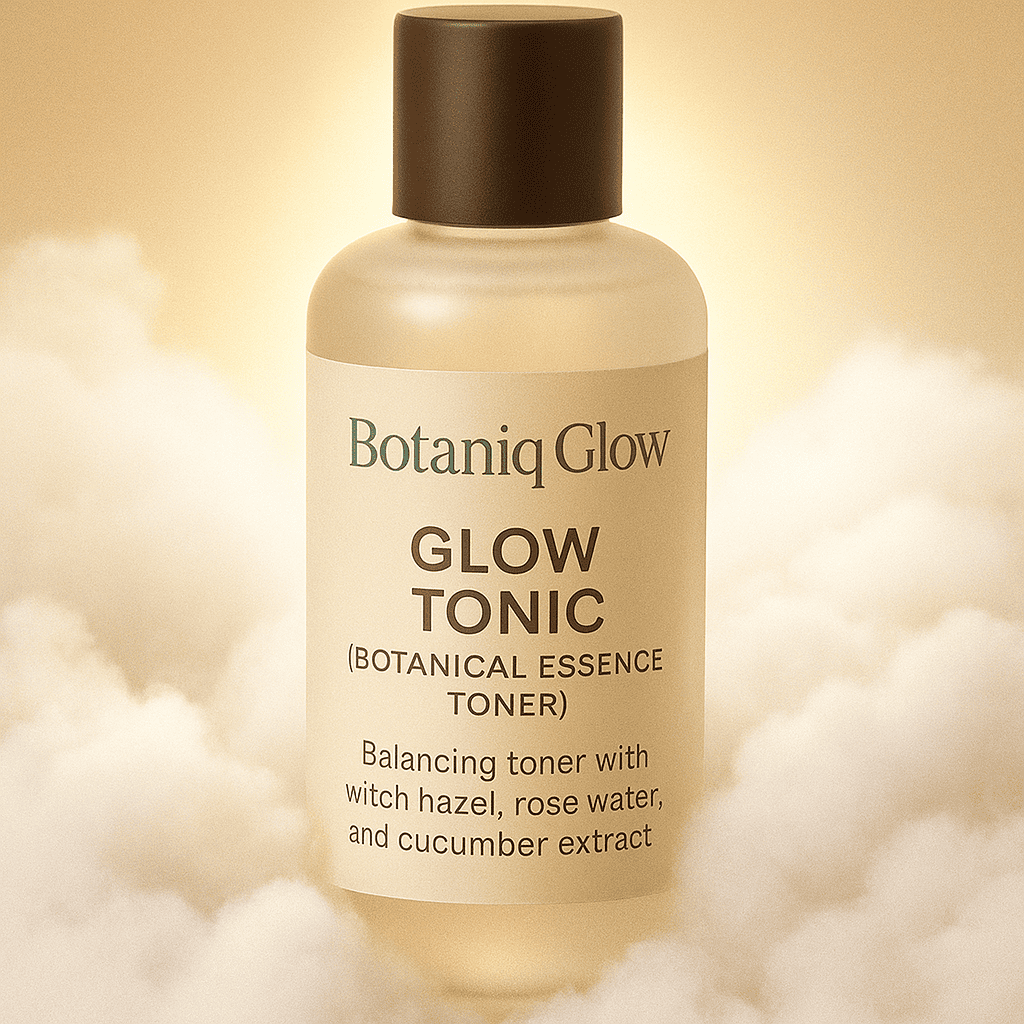 Botaniq Glow
GLOW
TONIC
(BOTANICAL ESSENCE
TONER)
Balancing toner with
witch hazel, rose water,
and cucumber extract